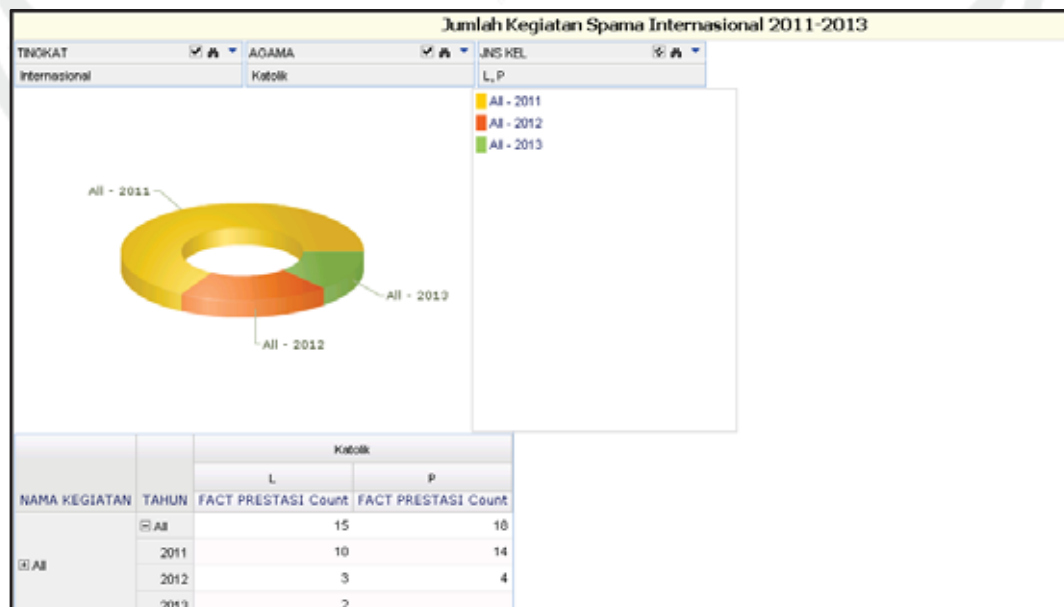 Jumlah Kegiatan Spama Internasional 2011-2013
TINGKAT AGAMA JNS KEL
Internasional Katolik L, P
All - 2011
All - 2012
All - 2013
All - 2011
All - 2013
All - 2012
Katolik
L P
NAMA KEGIATAN TAHUN FACT PRESTASI Count FACT PRESTASI Count
All 15 18
2011 10 14
All
2012 3 4
2013 2